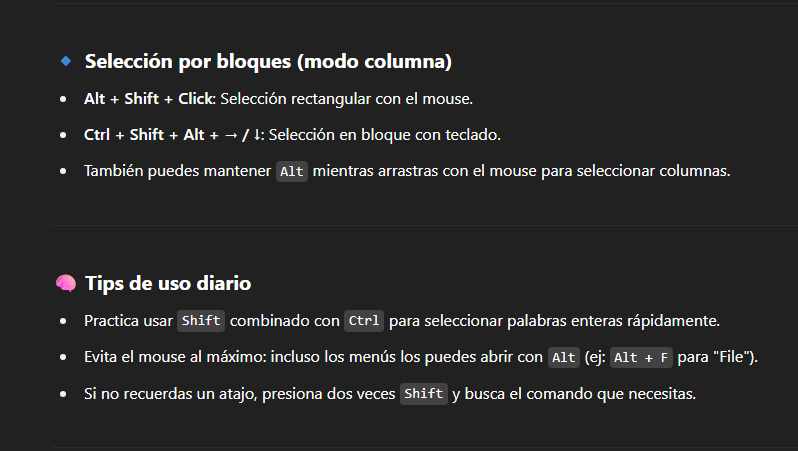 🔹 Selección por bloques (modo columna)
• Alt + Shift + Click: Selección rectangular con el mouse.
• Ctrl + Shift + Alt + → / ↓: Selección en bloque con teclado.
• También puedes mantener Alt mientras arrastras con el mouse para seleccionar columnas.
🧠 Tips de uso diario
• Practica usar Shift combinado con Ctrl para seleccionar palabras enteras rápidamente.
• Evita el mouse al máximo: incluso los menús los puedes abrir con Alt (ej: Alt + F para "File").
• Si no recuerdas un atajo, presiona dos veces Shift y busca el comando que necesitas.